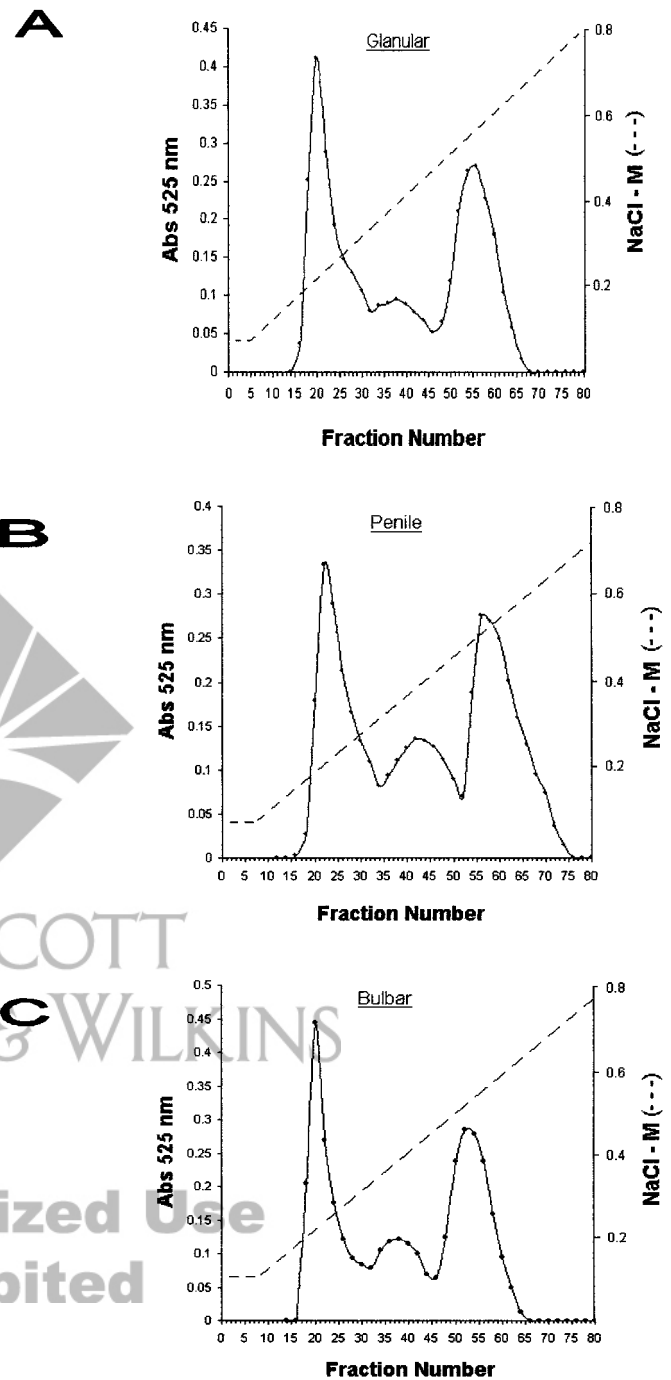 A
Glanular
0.45
0.4
0.35
0.3
0.25
0.2
0.15
0.1
0.05
0
Abs 525 nm
0.8
0.6
0.4
0.2
NaCl - M (- - -)
0 5 10 15 20 25 30 35 40 45 50 55 60 65 70 75 80
Fraction Number
B
Penile
0.4
0.35
0.3
0.25
0.2
0.15
0.1
0.05
0
Abs 525 nm
0.8
0.6
0.4
0.2
NaCl - M (- - -)
0 5 10 15 20 25 30 35 40 45 50 55 60 65 70 75 80
Fraction Number
COTT
& WILKINS
C
Bulbar
0.5
0.45
0.4
0.35
0.3
0.25
0.2
0.15
0.1
0.05
0
Abs 525 nm
0.8
0.6
0.4
0.2
NaCl - M (- - -)
0 5 10 15 20 25 30 35 40 45 50 55 60 65 70 75 80
Fraction Number
ized Use
bited